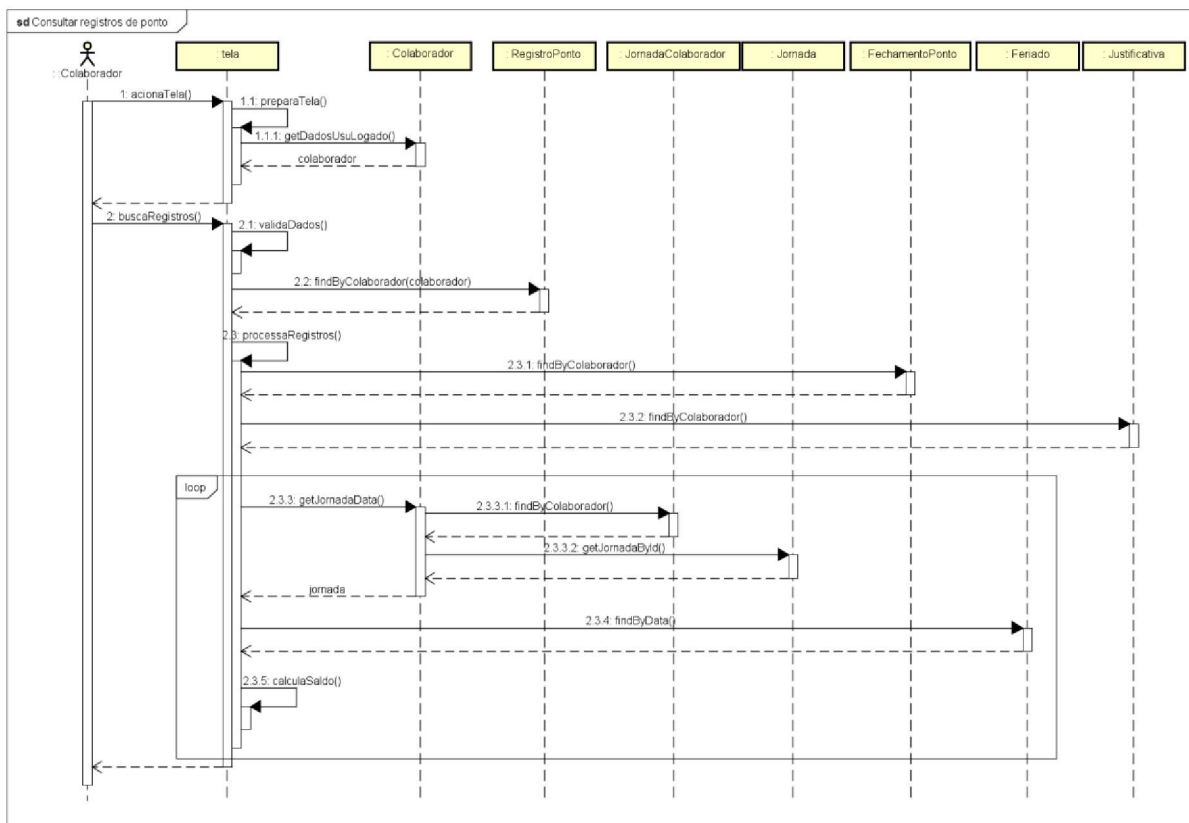 sd Consultar registros de ponto
: :Colaborador
: tela
: Colaborador
: RegistroPonto
: JornadaColaborador
: Jornada
: FechamentoPonto
: Feriado
: Justificativa
1: acionaTela()
1.1: preparaTela()
1.1.1: getDadosUsuLogado()
colaborador
2: buscaRegistros()
2.1: validaDados()
2.2: findByColaborador(colaborador)
2.3: processaRegistros()
2.3.1: findByColaborador()
2.3.2: findByColaborador()
loop
2.3.3: getJornadaData()
2.3.3.1: findByColaborador()
2.3.3.2: getJornadaById()
jornada
2.3.4: findByData()
2.3.5: calculaSaldo()